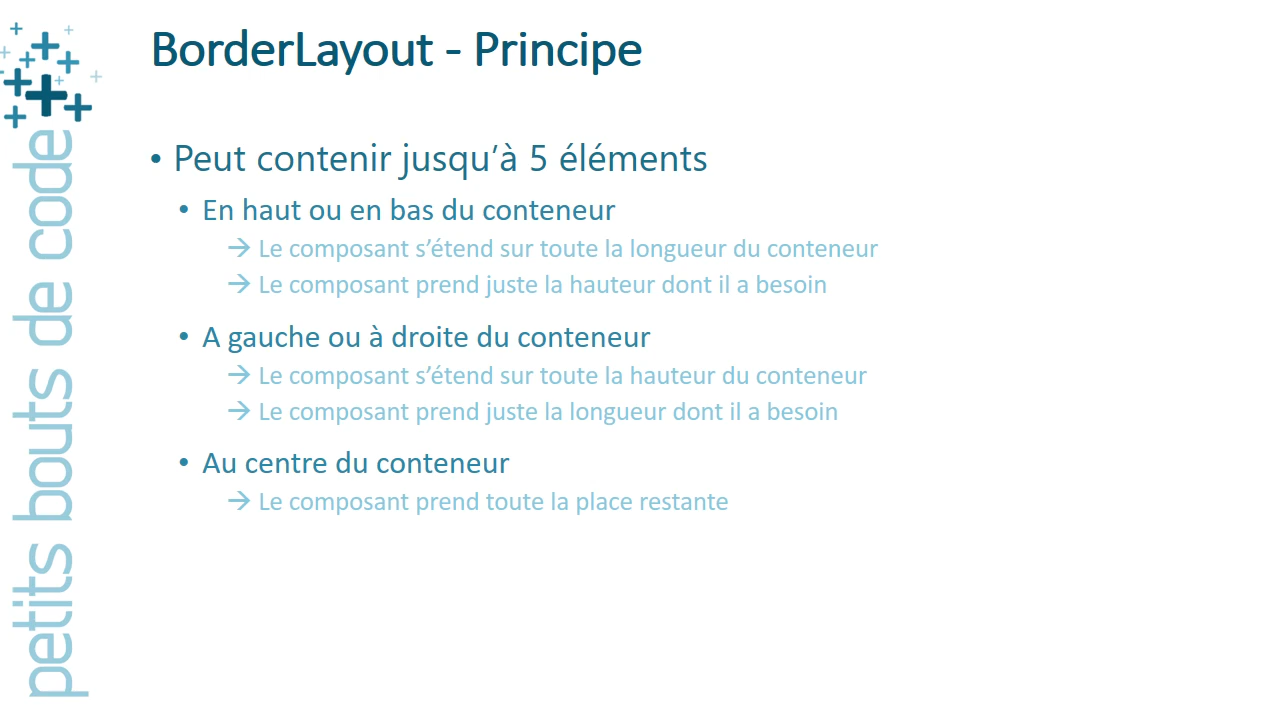 BorderLayout - Principe
• Peut contenir jusqu’à 5 éléments
• En haut ou en bas du conteneur
→ Le composant s’étend sur toute la longueur du conteneur
→ Le composant prend juste la hauteur dont il a besoin
• A gauche ou à droite du conteneur
→ Le composant s’étend sur toute la hauteur du conteneur
→ Le composant prend juste la longueur dont il a besoin
• Au centre du conteneur
→ Le composant prend toute la place restante
petits bouts de code